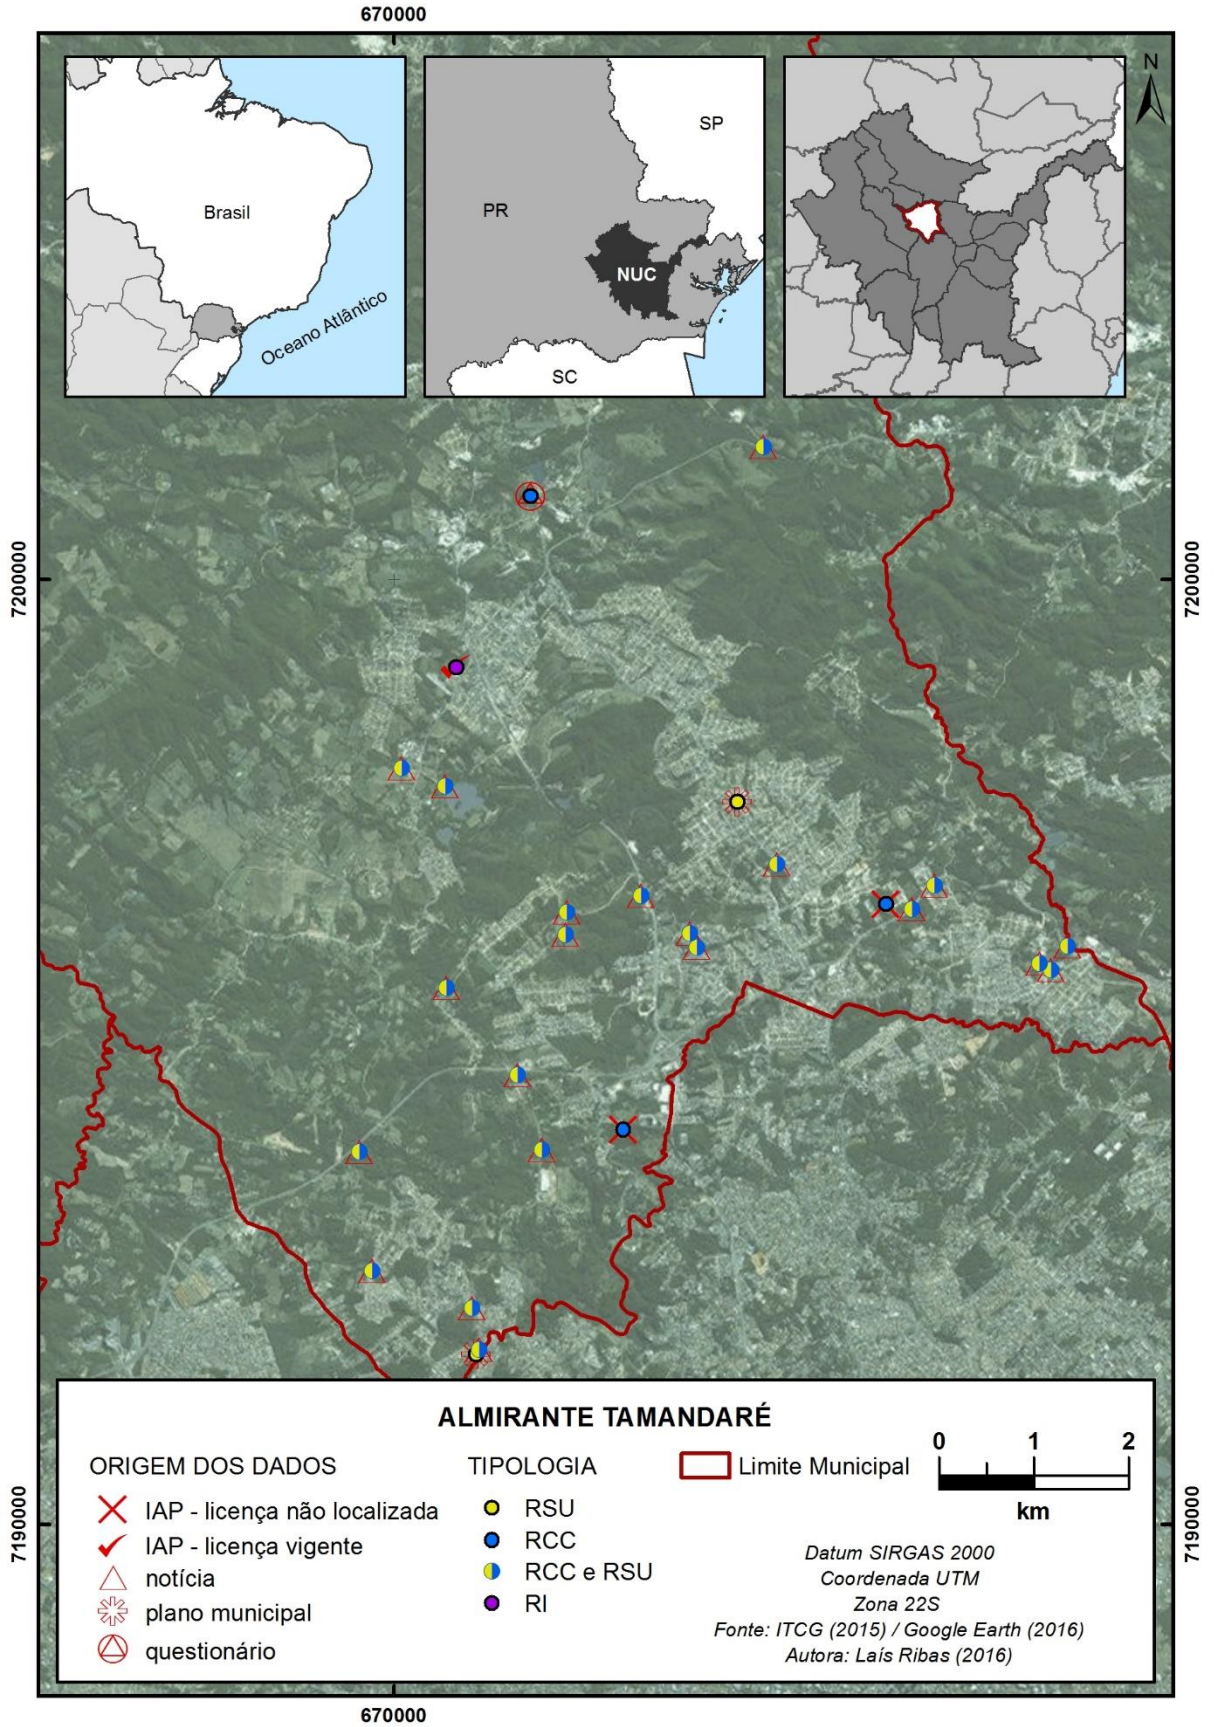 670000
N
Brasil
Oceano Atlântico
SP
PR
NUC
SC
7200000
7200000
ALMIRANTE TAMANDARÉ
ORIGEM DOS DADOS
IAP - licença não localizada
IAP - licença vigente
notícia
plano municipal
questionário
TIPOLOGIA
RSU
RCC
RCC e RSU
RI
Limite Municipal
0 1 2
km
Datum SIRGAS 2000
Coordenada UTM
Zona 22S
Fonte: ITCG (2015) / Google Earth (2016)
Autora: Laís Ribas (2016)
7190000
7190000
670000